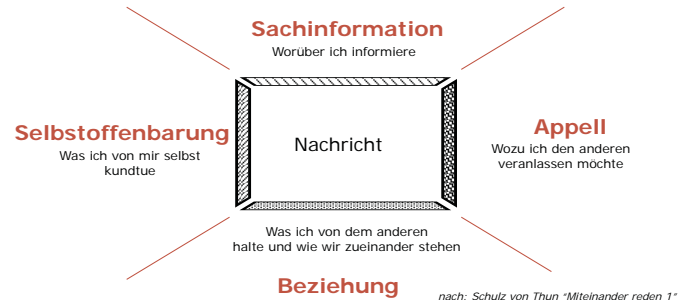 Sachinformation
Worüber ich informiere
Selbstoffenbarung
Was ich von mir selbst
kundtue
Nachricht
Appell
Wozu ich den anderen
veranlassen möchte
Was ich von dem anderen
halte und wie wir zueinander stehen
Beziehung
nach: Schulz von Thun "Miteinander reden 1"